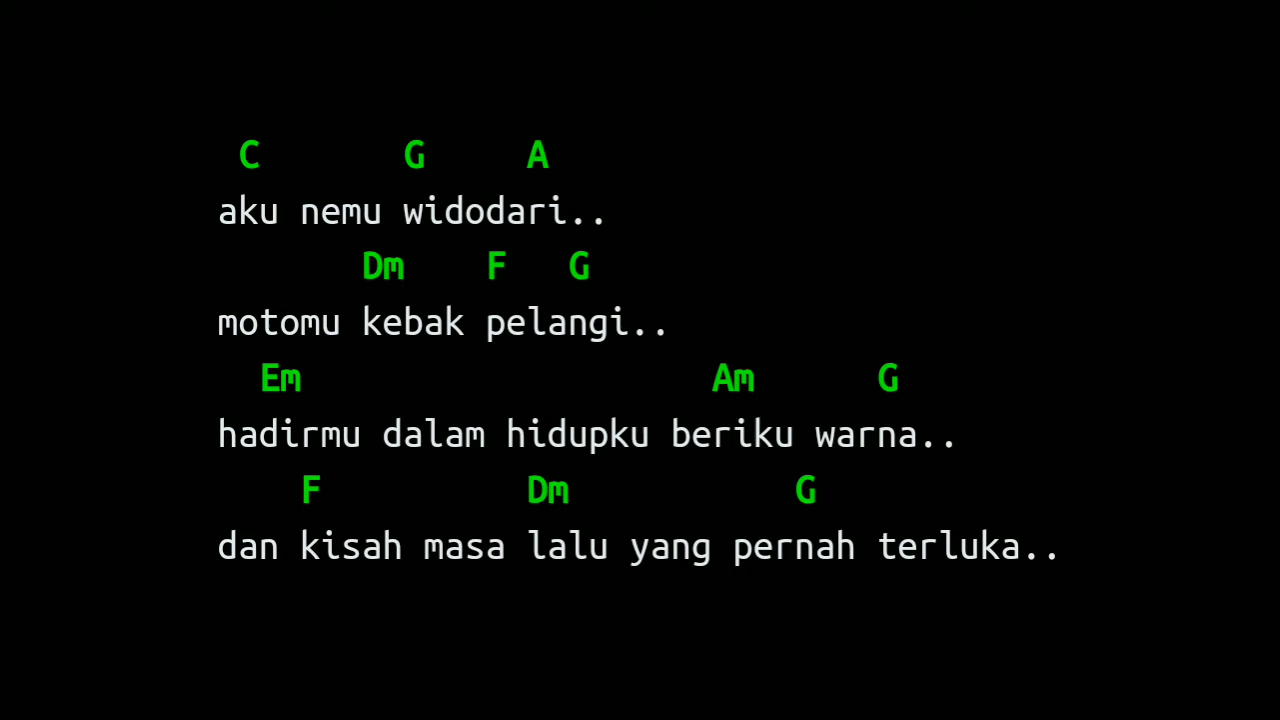 C G A
aku nemu widodari..
Dm F G
motomu kebak pelangi..
Em Am G
hadirmu dalam hidupku beriku warna..
F Dm G
dan kisah masa lalu yang pernah terluka..